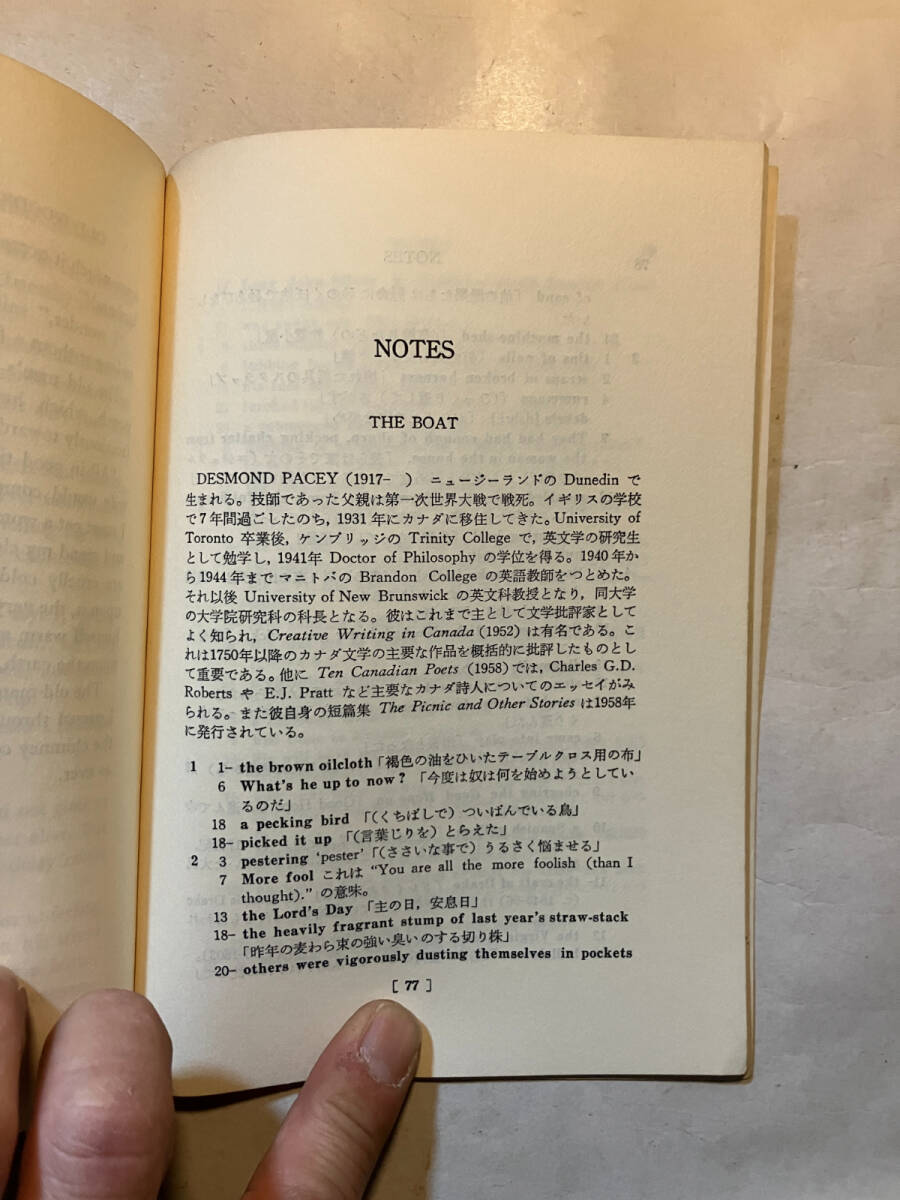 NOTES
THE BOAT
DESMOND PACEY (1917- ) ニュージーランドの Dunedin で
生まれる。技師であった父親は第一次世界大戦で戦死。イギリスの学校
で7年間過ごしたのち, 1931年にカナダに移住してきた。University of
Toronto 卒業後, ケンブリッジの Trinity College で, 英文学の研究生
として勉学し, 1941年 Doctor of Philosophy の学位を得る。1940年か
ら1944年まで マニトバの Brandon College の英語教師をつとめた。
それ以後 University of New Brunswick の英文科教授となり, 同大学
の大学院研究科の科長となる。彼はこれまで主として文学批評家として
よく知られ, Creative Writing in Canada (1952) は有名である。こ
れは1750年以降のカナダ文学の主要な作品を概括的に批評したものとし
て重要である。他に Ten Canadian Poets (1958) では, Charles G.D.
Roberts や E.J. Pratt など主要なカナダ詩人についてのエッセイがみ
られる。また彼自身の短篇集 The Picnic and Other Stories は1958年
に発行されている。
1 1- the brown oilcloth「褐色の油をひいたテーブルクロス用の布」
6 What's he up to now? 「今度は奴は何を始めようとしてい
るのだ」
18 a pecking bird 「(くちばしで) ついばんでいる鳥」
18- picked it up 「(言葉じりを) とらえた」
2 3 pestering 'pester'「(ささいな事で) うるさく悩ませる」
7 More fool これは "You are all the more foolish (than I
thought)." の意味。
13 the Lord's Day 「主の日, 安息日」
18- the heavily fragrant stump of last year's straw-stack
「昨年の麦わら束の強い臭いのする切り株」
20- others were vigorously dusting themselves in pockets
[ 77 ]